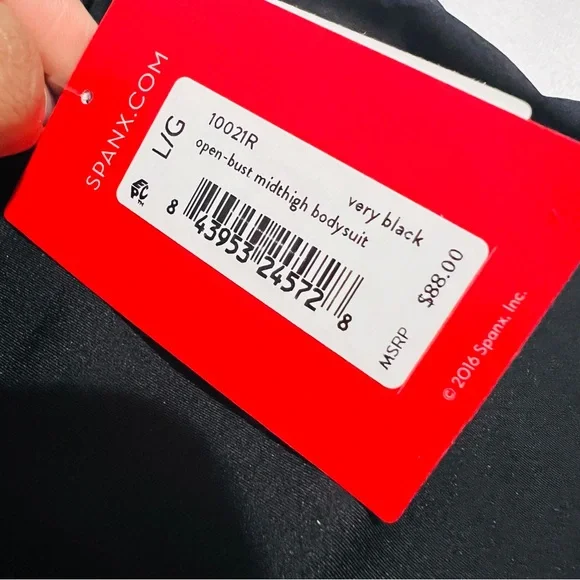 SPANX.COM
L/G
10021R
open-bust midthigh bodysuit
very black
EPC™
8 43953 24572 8
MSRP $88.00
© 2016 Spanx, Inc.